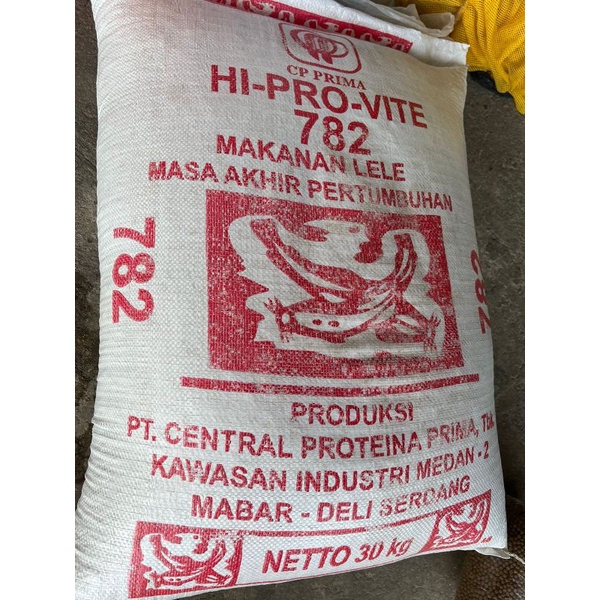 CP PRIMA
HI-PRO-VITE
782
MAKANAN LELE
MASA AKHIR PERTUMBUHAN
782
782
PRODUKSI
PT. CENTRAL PROTEINA PRIMA, Tbk
KAWASAN INDUSTRI MEDAN - 2
MABAR - DELI SERDANG
NETTO 30 kg